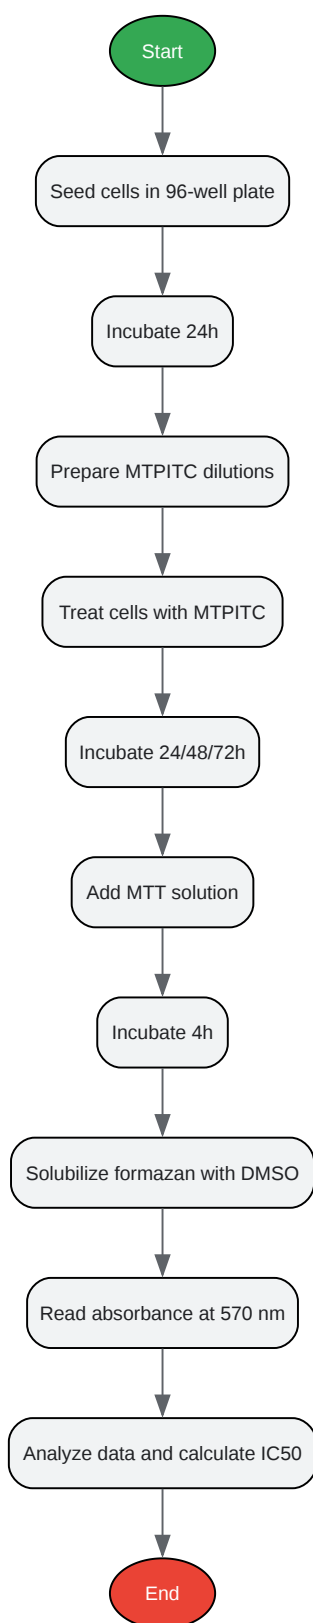 Start
Seed cells in 96-well plate
Incubate 24h
Prepare MTPITC dilutions
Treat cells with MTPITC
Incubate 24/48/72h
Add MTT solution
Incubate 4h
Solubilize formazan with DMSO
Read absorbance at 570 nm
Analyze data and calculate IC50
End